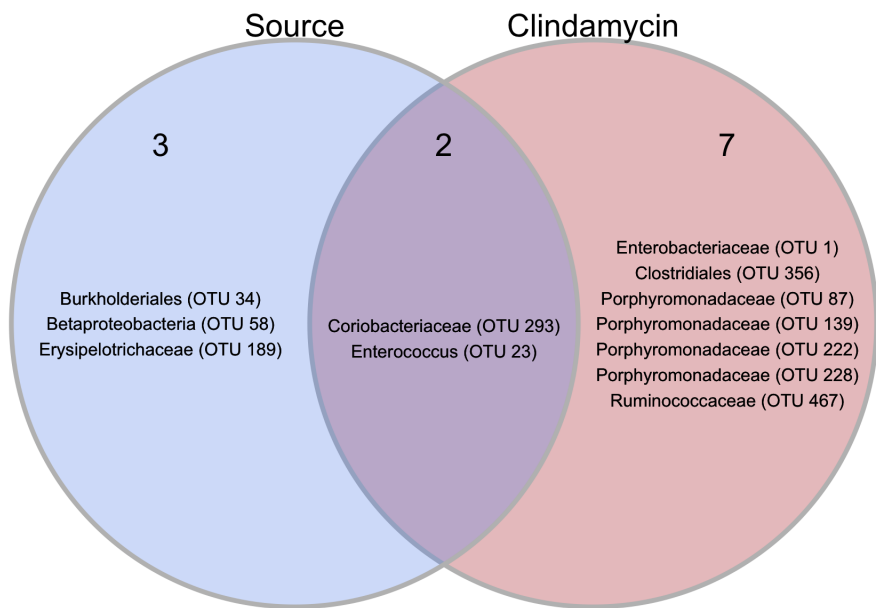 Source
Clindamycin
3
2
7
Burkholderiales (OTU 34)
Betaproteobacteria (OTU 58)
Erysipelotrichaceae (OTU 189)
Coriobacteriaceae (OTU 293)
Enterococcus (OTU 23)
Enterobacteriaceae (OTU 1)
Clostridiales (OTU 356)
Porphyromonadaceae (OTU 87)
Porphyromonadaceae (OTU 139)
Porphyromonadaceae (OTU 222)
Porphyromonadaceae (OTU 228)
Ruminococcaceae (OTU 467)